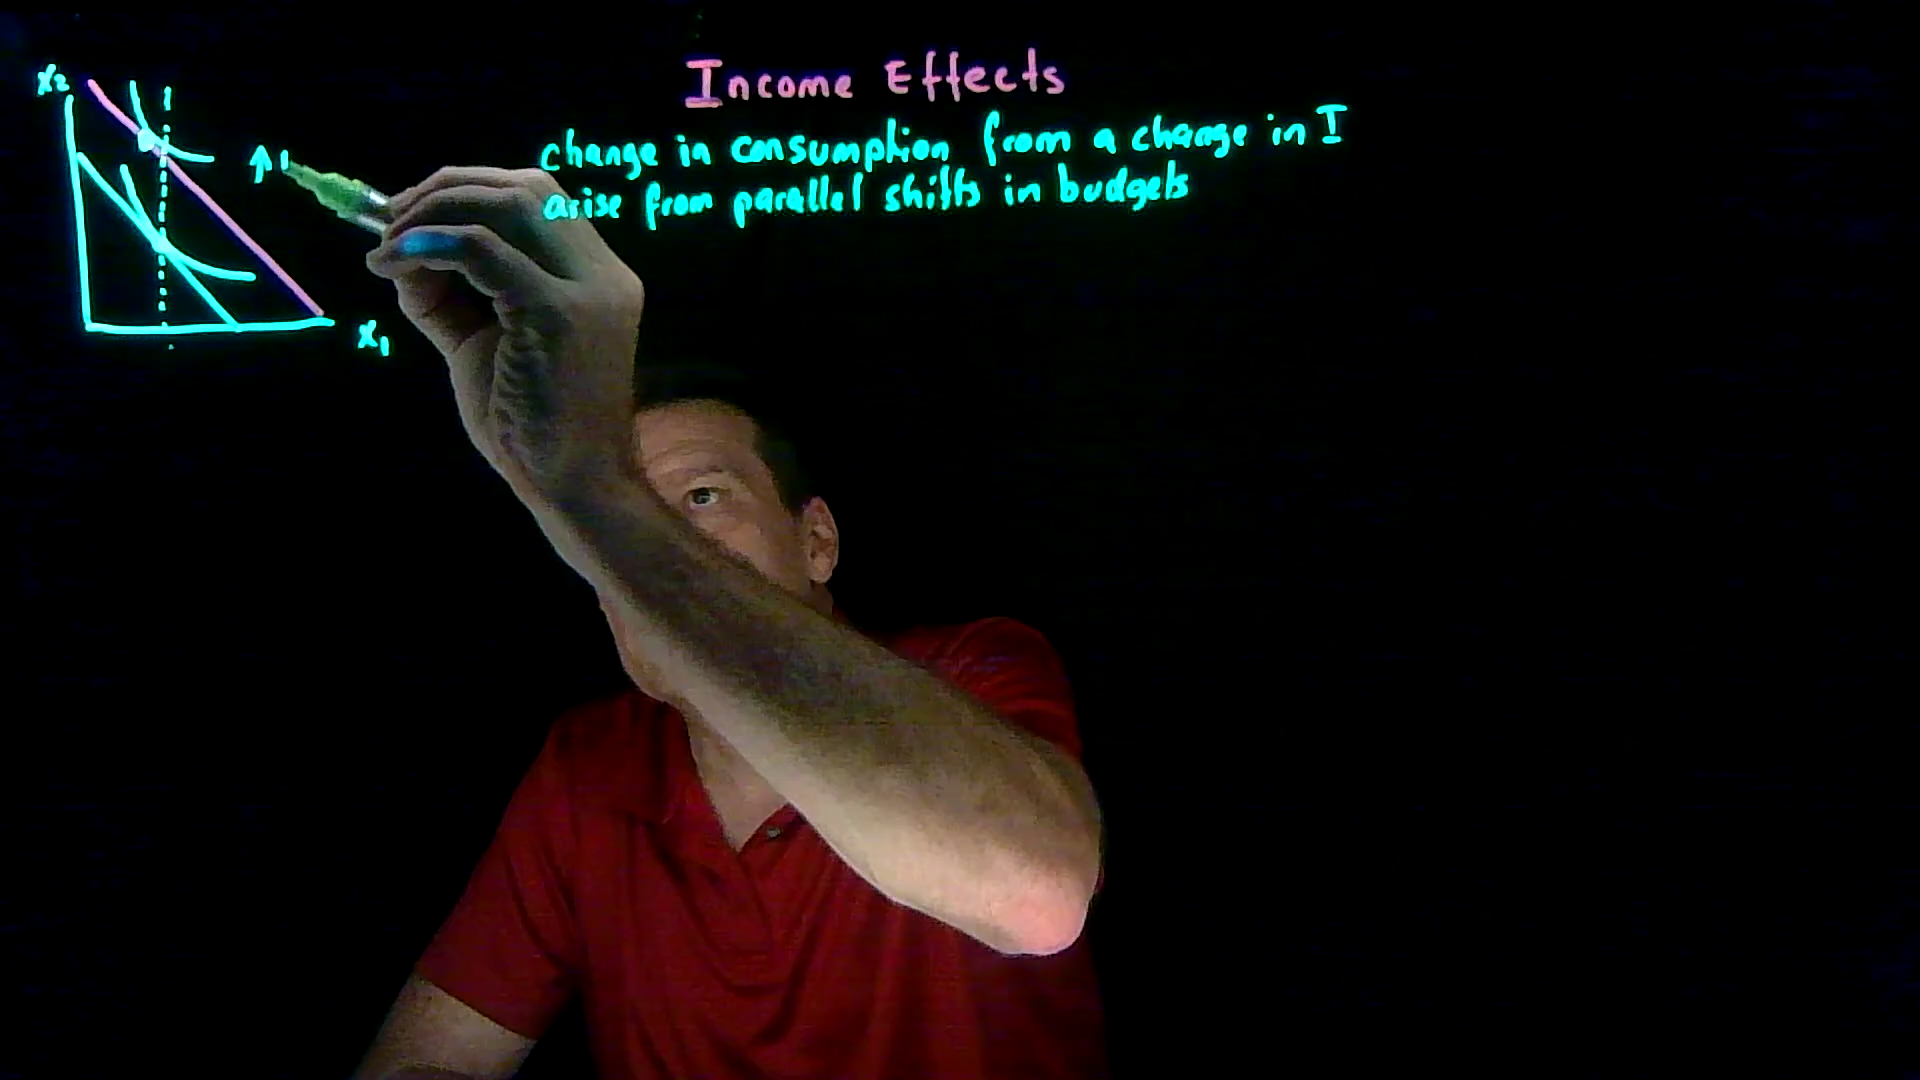 Income Effects
change in consumption from a change in I
arise from parallel shifts in budgets
x₂
↑
x₁